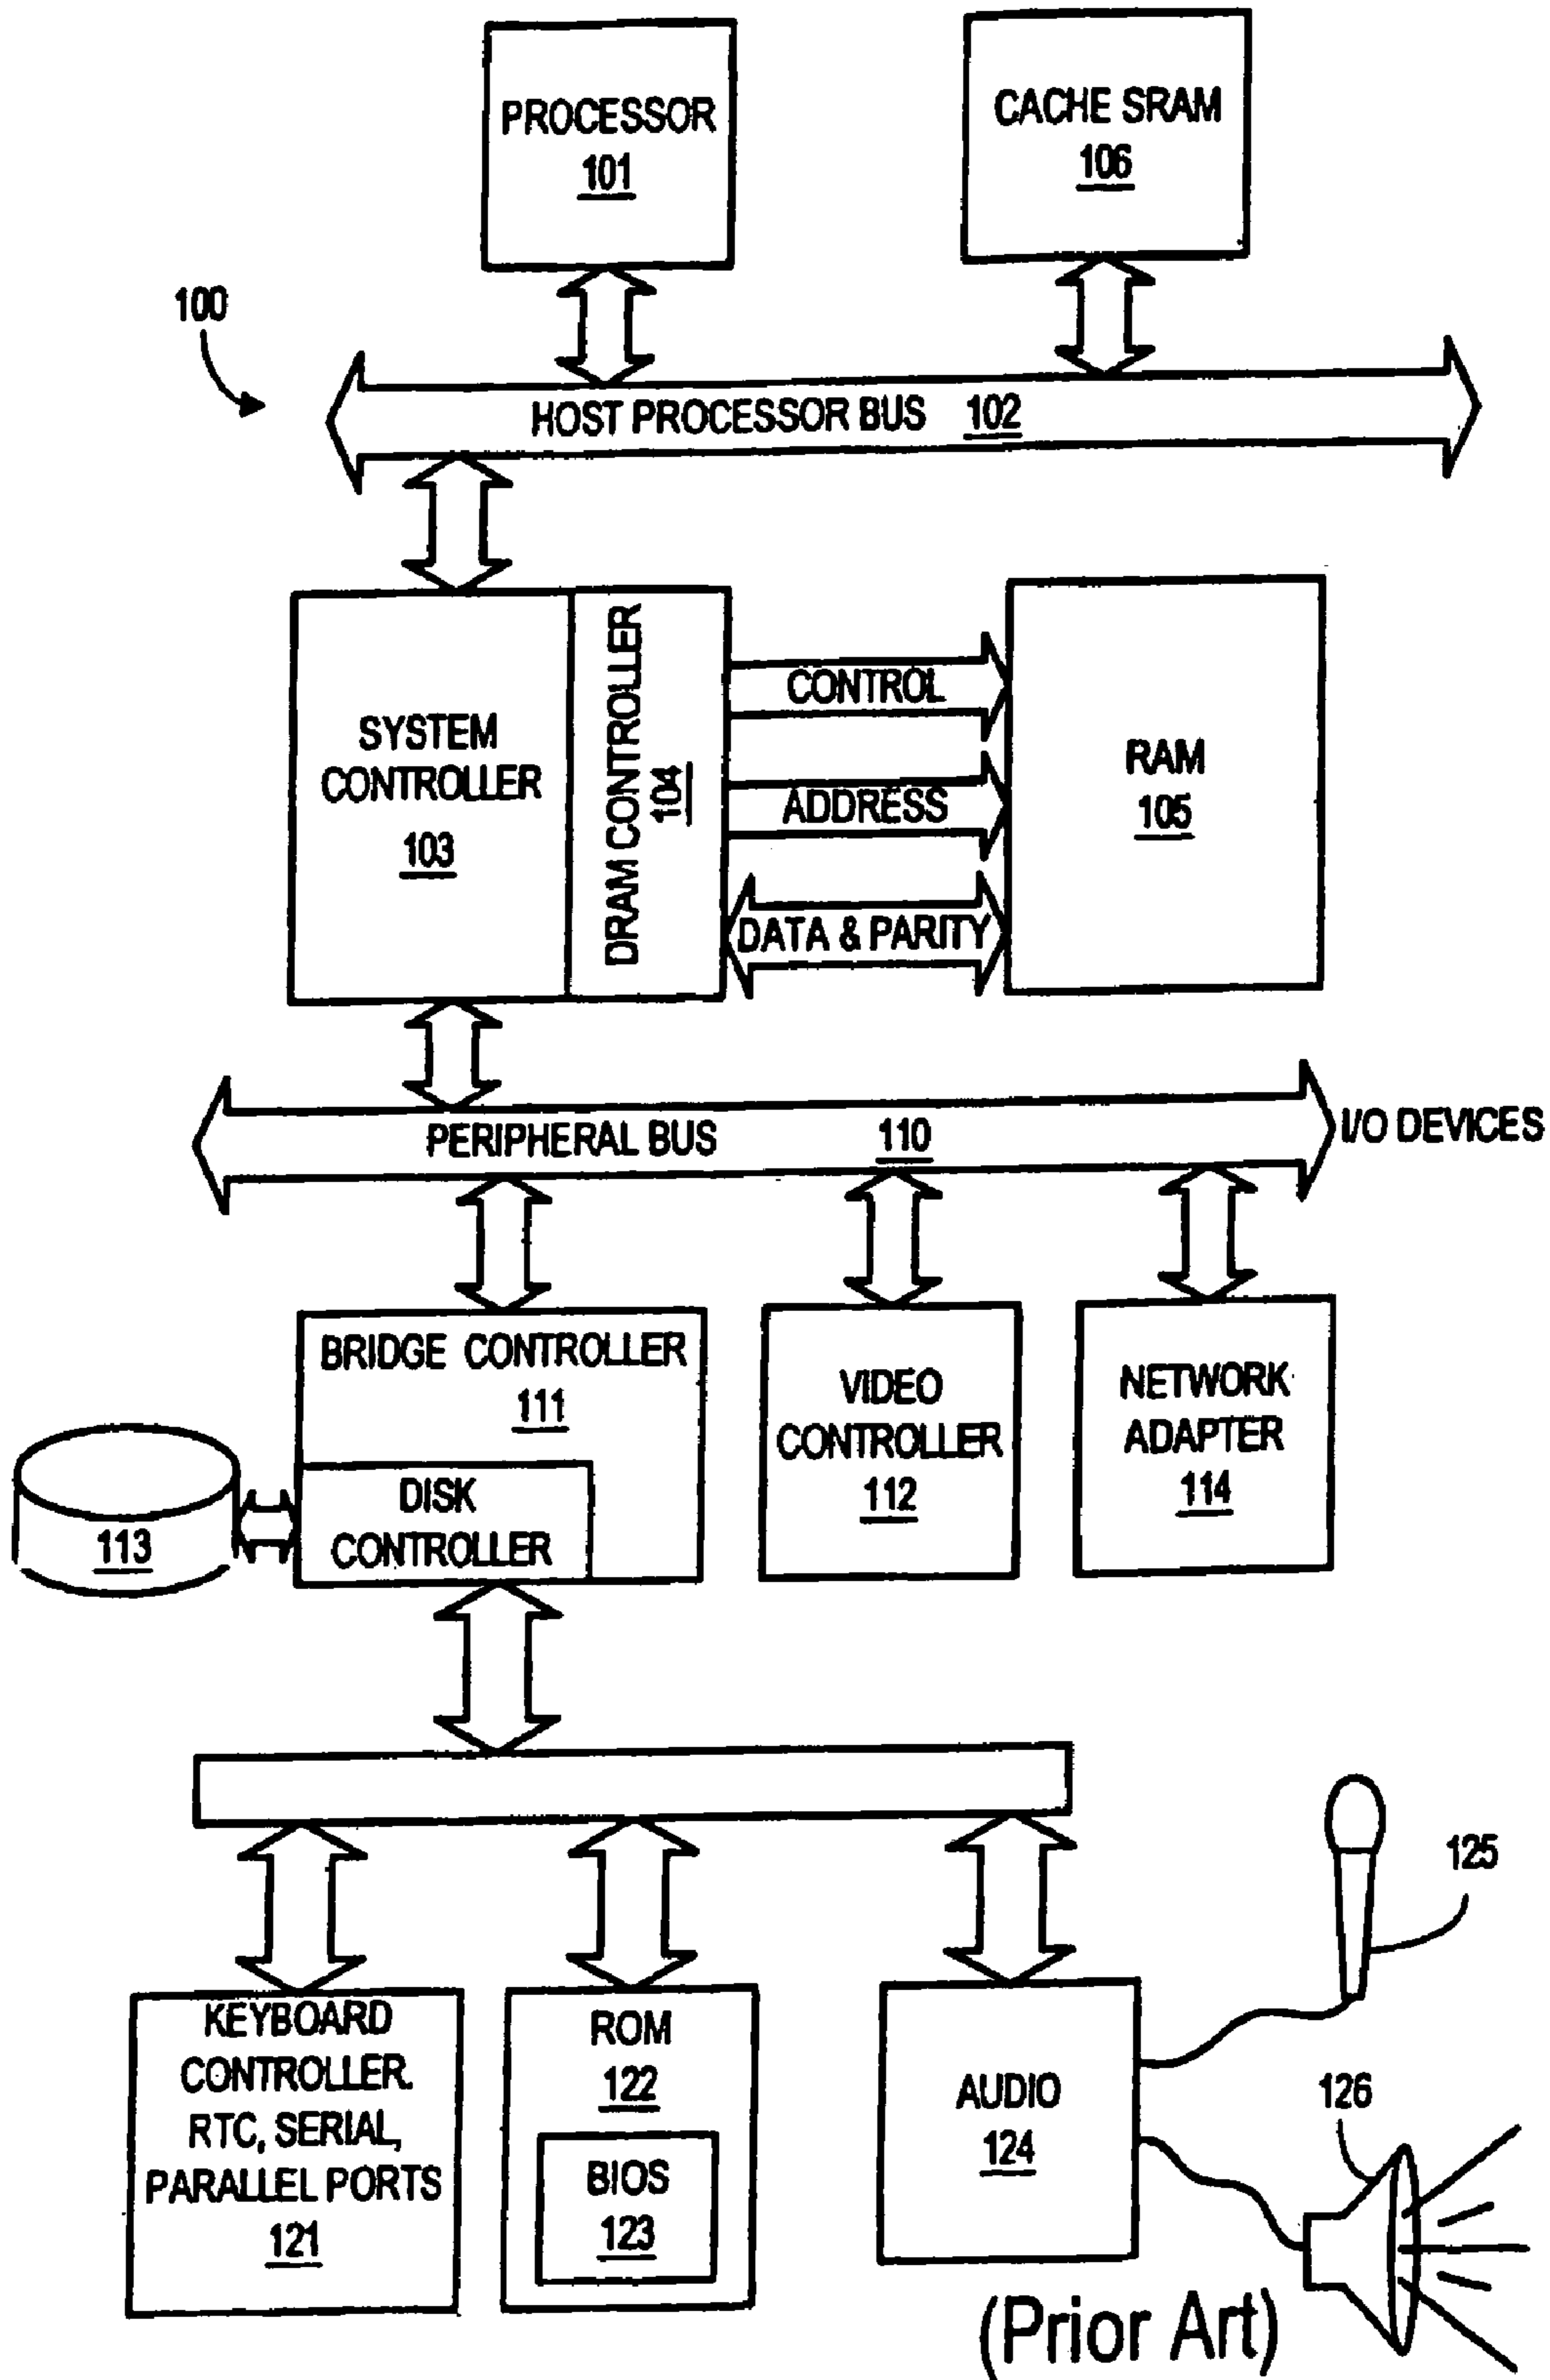 PROCESSOR
101
CACHE SRAM
106
100
HOST PROCESSOR BUS 102
SYSTEM
CONTROLLER
103
DRAM CONTROLLER
104
CONTROL
ADDRESS
DATA & PARITY
RAM
105
PERIPHERAL BUS 110
I/O DEVICES
BRIDGE CONTROLLER
111
DISK
CONTROLLER
113
VIDEO
CONTROLLER
112
NETWORK
ADAPTER
114
125
KEYBOARD
CONTROLLER.
RTC, SERIAL,
PARALLEL PORTS
121
ROM
122
BIOS
123
AUDIO
124
126
(Prior Art)